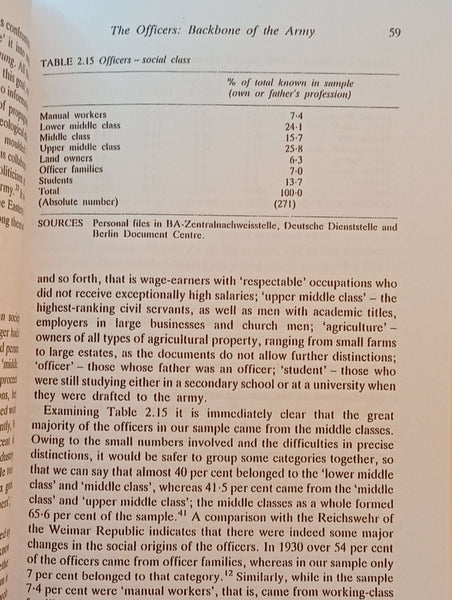 The Officers: Backbone of the Army 59
TABLE 2.15 Officers – social class
% of total known in sample
(own or father's profession)
Manual workers 7·4
Lower middle class 24·1
Middle class 15·7
Upper middle class 25·8
Land owners 6·3
Officer families 7·0
Students 13·7
Total 100·0
(Absolute number) (271)
SOURCES Personal files in BA-Zentralnachweisstelle, Deutsche Dienststelle and
Berlin Document Centre.
and so forth, that is wage-earners with 'respectable' occupations who
did not receive exceptionally high salaries; 'upper middle class' – the
highest-ranking civil servants, as well as men with academic titles,
employers in large businesses and church men; 'agriculture' –
owners of all types of agricultural property, ranging from small farms
to large estates, as the documents do not allow further distinctions;
'officer' – those whose father was an officer; 'student' – those who
were still studying either in a secondary school or at a university when
they were drafted to the army.
Examining Table 2.15 it is immediately clear that the great
majority of the officers in our sample came from the middle classes.
Owing to the small numbers involved and the difficulties in precise
distinctions, it would be safer to group some categories together, so
that we can say that almost 40 per cent belonged to the 'lower middle
class' and 'middle class', whereas 41·5 per cent came from the 'middle
class' and 'upper middle class'; the middle classes as a whole formed
65·6 per cent of the sample.41 A comparison with the Reichswehr of
the Weimar Republic indicates that there were indeed some major
changes in the social origins of the officers. In 1930 over 54 per cent
of the officers came from officer families, whereas in our sample only
7 per cent belonged to that category.12 Similarly, while in the sample
7·4 per cent were 'manual workers', that is, came from working-class